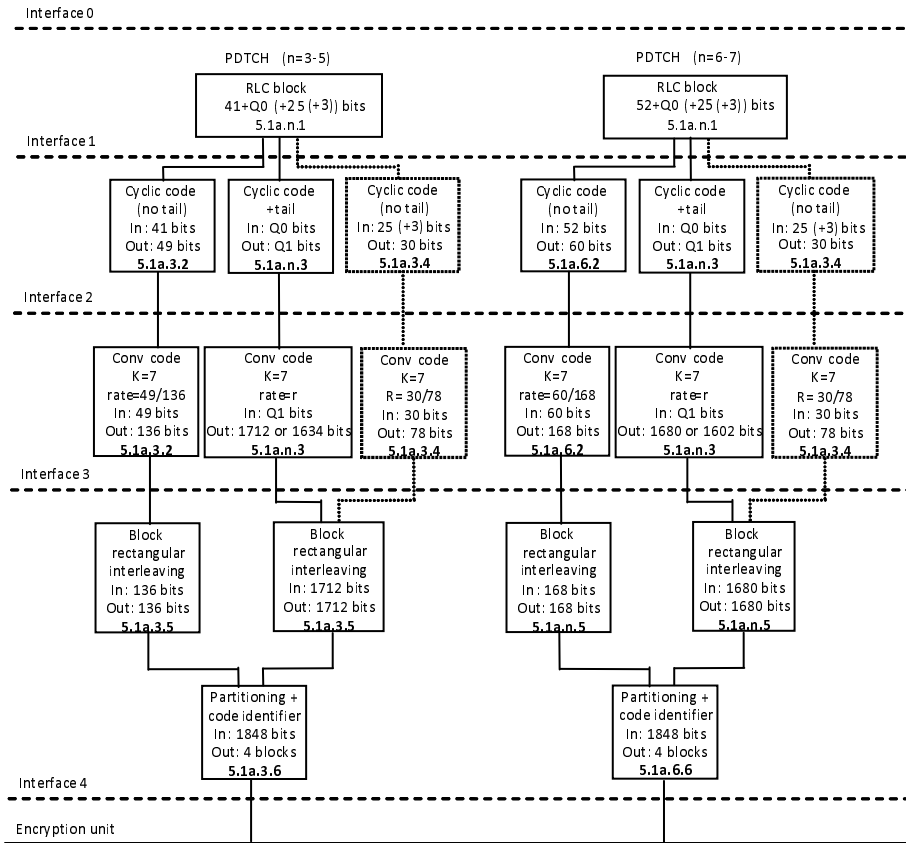 Interface 0
PDTCH (n=3-5)
PDTCH (n=6-7)
RLC block
41+Q0 (+25 (+3)) bits
5.1a.n.1
RLC block
52+Q0 (+25 (+3)) bits
5.1a.n.1
Interface 1
Cyclic code
(no tail)
In: 41 bits
Out: 49 bits
5.1a.3.2
Cyclic code
+tail
In: Q0 bits
Out: Q1 bits
5.1a.n.3
Cyclic code
(no tail)
In: 25 (+3) bits
Out: 30 bits
5.1a.3.4
Cyclic code
(no tail)
In: 52 bits
Out: 60 bits
5.1a.6.2
Cyclic code
+tail
In: Q0 bits
Out: Q1 bits
5.1a.n.3
Cyclic code
(no tail)
In: 25 (+3) bits
Out: 30 bits
5.1a.3.4
Interface 2
Conv code
K=7
rate=49/136
In: 49 bits
Out: 136 bits
5.1a.3.2
Conv code
K=7
rate=r
In: Q1 bits
Out: 1712 or 1634 bits
5.1a.n.3
Conv code
K=7
R= 30/78
In: 30 bits
Out: 78 bits
5.1a.3.4
Conv code
K=7
rate=60/168
In: 60 bits
Out: 168 bits
5.1a.6.2
Conv code
K=7
rate=r
In: Q1 bits
Out: 1680 or 1602 bits
5.1a.n.3
Conv code
K=7
R= 30/78
In: 30 bits
Out: 78 bits
5.1a.3.4
Interface 3
Block
rectangular
interleaving
In: 136 bits
Out: 136 bits
5.1a.3.5
Block
rectangular
interleaving
In: 1712 bits
Out: 1712 bits
5.1a.3.5
Block
rectangular
interleaving
In: 168 bits
Out: 168 bits
5.1a.n.5
Block
rectangular
interleaving
In: 1680 bits
Out: 1680 bits
5.1a.n.5
Partitioning +
code identifier
In: 1848 bits
Out: 4 blocks
5.1a.3.6
Partitioning +
code identifier
In: 1848 bits
Out: 4 blocks
5.1a.6.6
Interface 4
Encryption unit